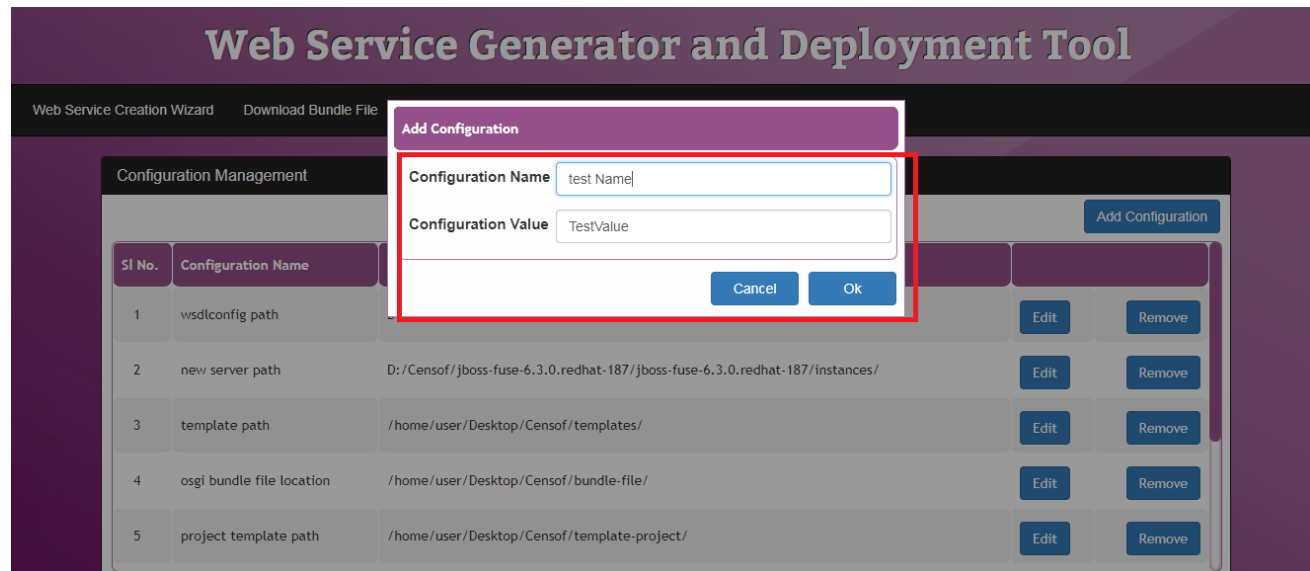 Web Service Generator and Deployment Tool
Web Service Creation Wizard Download Bundle File
Add Configuration
Configuration Name test Name
Configuration Value TestValue
Cancel Ok
Configuration Management
Add Configuration
Sl No. Configuration Name
1 wsdlconfig path Edit Remove
2 new server path D:/Censof/jboss-fuse-6.3.0.redhat-187/jboss-fuse-6.3.0.redhat-187/instances/ Edit Remove
3 template path /home/user/Desktop/Censof/templates/ Edit Remove
4 osgi bundle file location /home/user/Desktop/Censof/bundle-file/ Edit Remove
5 project template path /home/user/Desktop/Censof/template-project/ Edit Remove